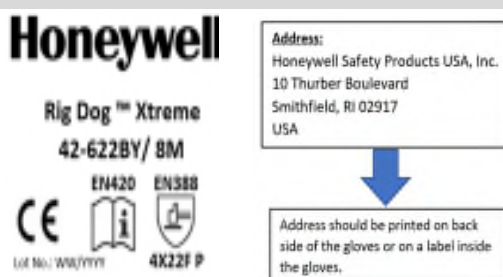 Honeywell
Rig Dog ™ Xtreme
42-622BY/ 8M
EN420 EN388
CE
i
Lot No.: WW/YYYY
4X22F P
Address:
Honeywell Safety Products USA, Inc.
10 Thurber Boulevard
Smithfield, RI 02917
USA
Address should be printed on back
side of the gloves or on a label inside
the gloves.